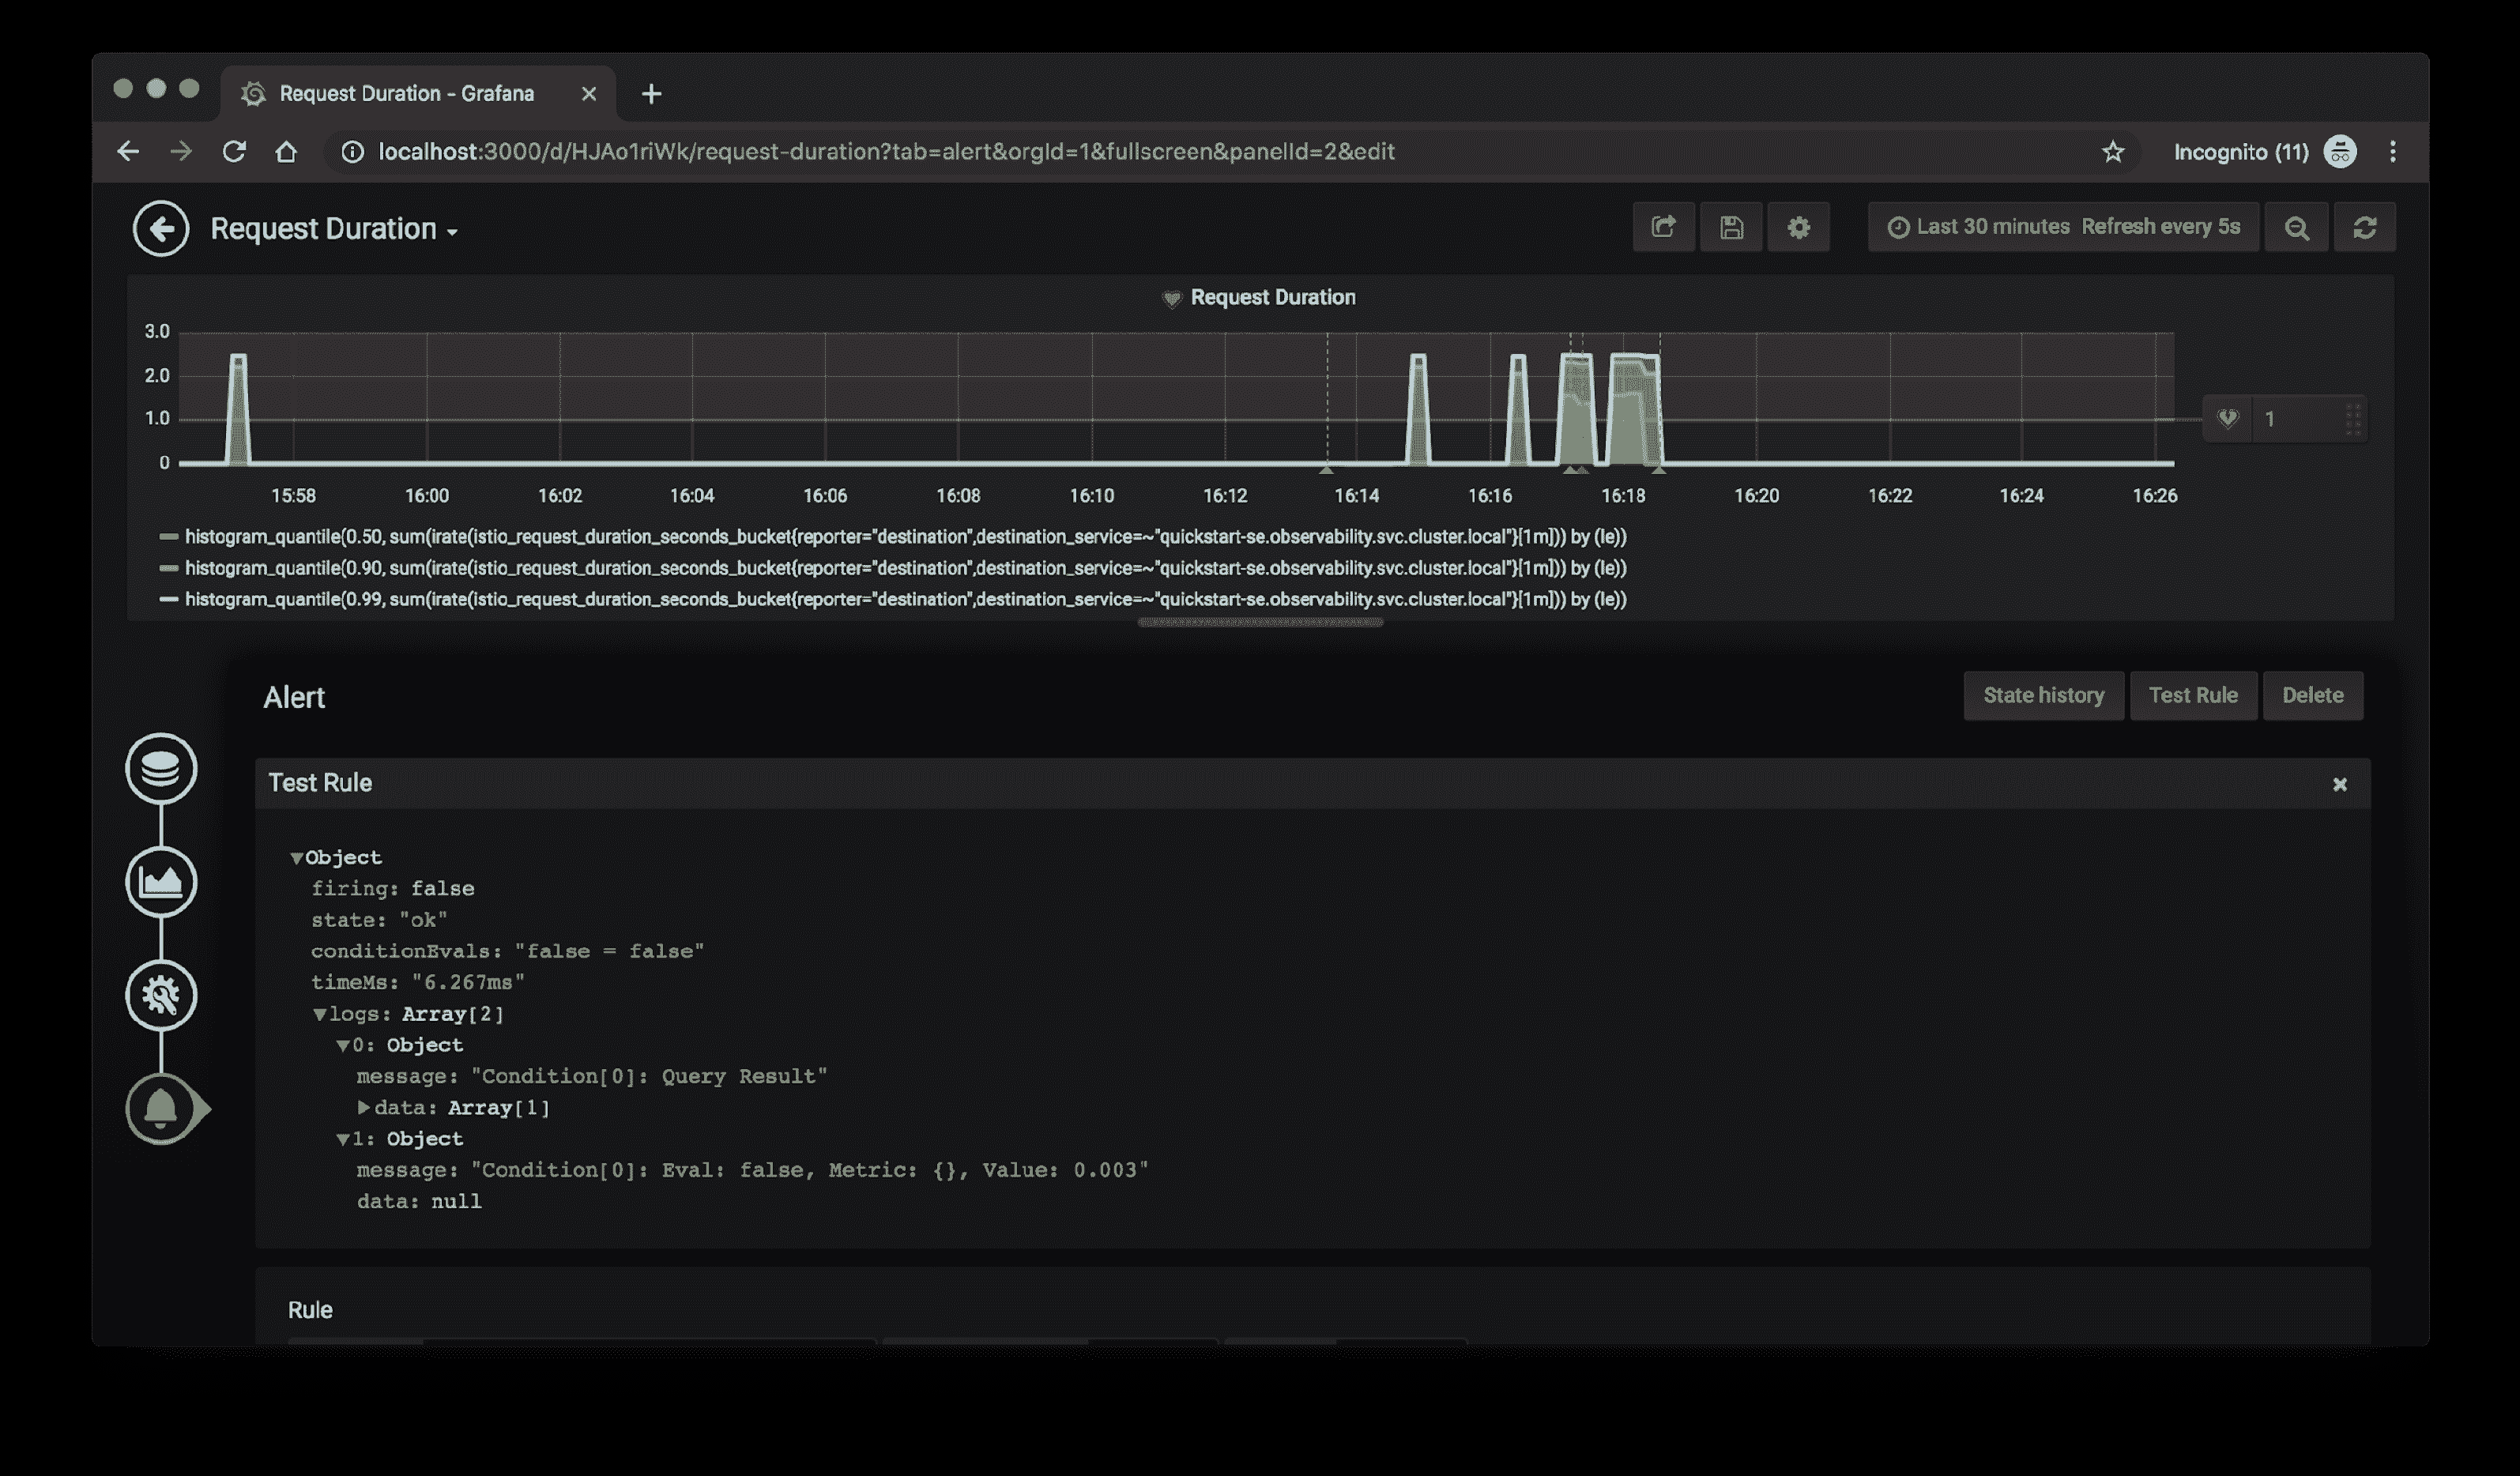 Request Duration - Grafana
localhost:3000/d/HJAo1riWk/request-duration?tab=alert&orgId=1&fullscreen&panelId=2&edit
Incognito (11)
Request Duration
Last 30 minutes Refresh every 5s
Request Duration
3.0
2.0
1.0
0
1
15:58 16:00 16:02 16:04 16:06 16:08 16:10 16:12 16:14 16:16 16:18 16:20 16:22 16:24 16:26
histogram_quantile(0.50, sum(irate(istio_request_duration_seconds_bucket{reporter="destination",destination_service=~"quickstart-se.observability.svc.cluster.local"}[1m])) by (le))
histogram_quantile(0.90, sum(irate(istio_request_duration_seconds_bucket{reporter="destination",destination_service=~"quickstart-se.observability.svc.cluster.local"}[1m])) by (le))
histogram_quantile(0.99, sum(irate(istio_request_duration_seconds_bucket{reporter="destination",destination_service=~"quickstart-se.observability.svc.cluster.local"}[1m])) by (le))
Alert
State history
Test Rule
Delete
Test Rule
Object
firing: false
state: "ok"
conditionEvals: "false = false"
timeMs: "6.267ms"
logs: Array[2]
0: Object
message: "Condition[0]: Query Result"
data: Array[1]
1: Object
message: "Condition[0]: Eval: false, Metric: {}, Value: 0.003"
data: null
Rule